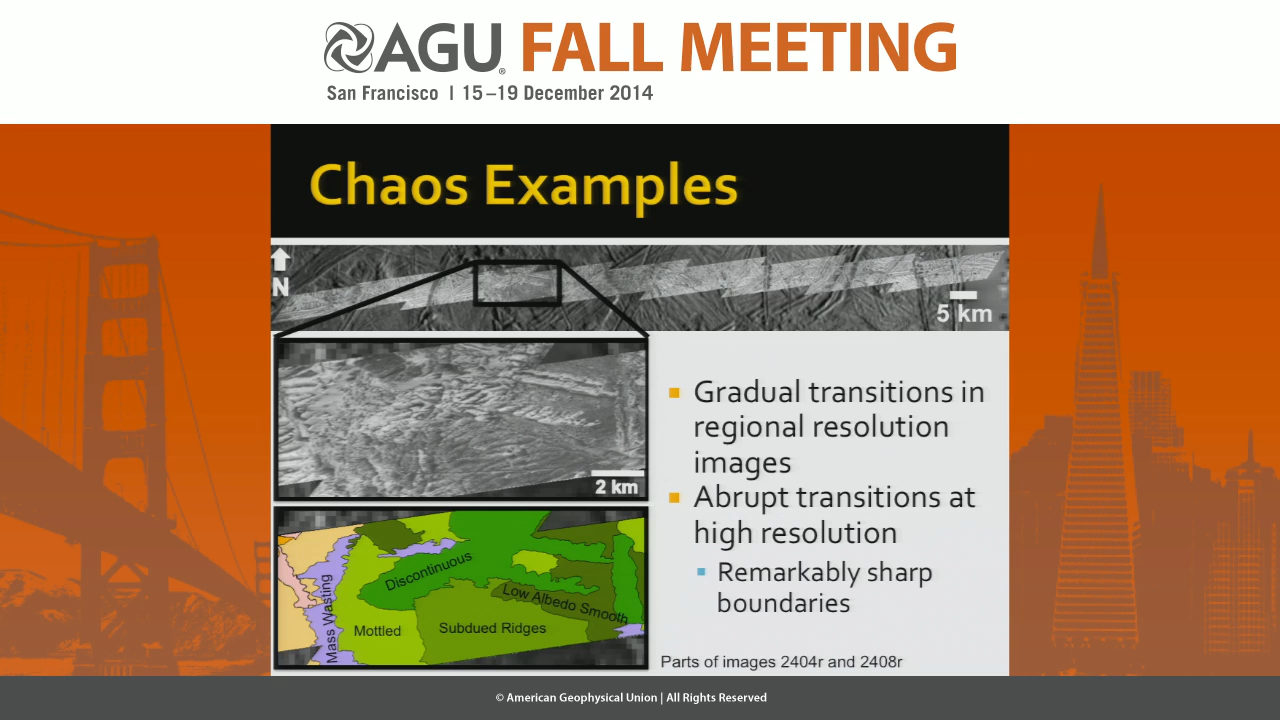 AGU FALL MEETING
San Francisco | 15–19 December 2014
Chaos Examples
N
5 km
2 km
Gradual transitions in
regional resolution
images
Abrupt transitions at
high resolution
Remarkably sharp
boundaries
Discontinuous
Low Albedo Smooth
Mass Wasting
Mottled
Subdued Ridges
Parts of images 2404r and 2408r
© American Geophysical Union | All Rights Reserved